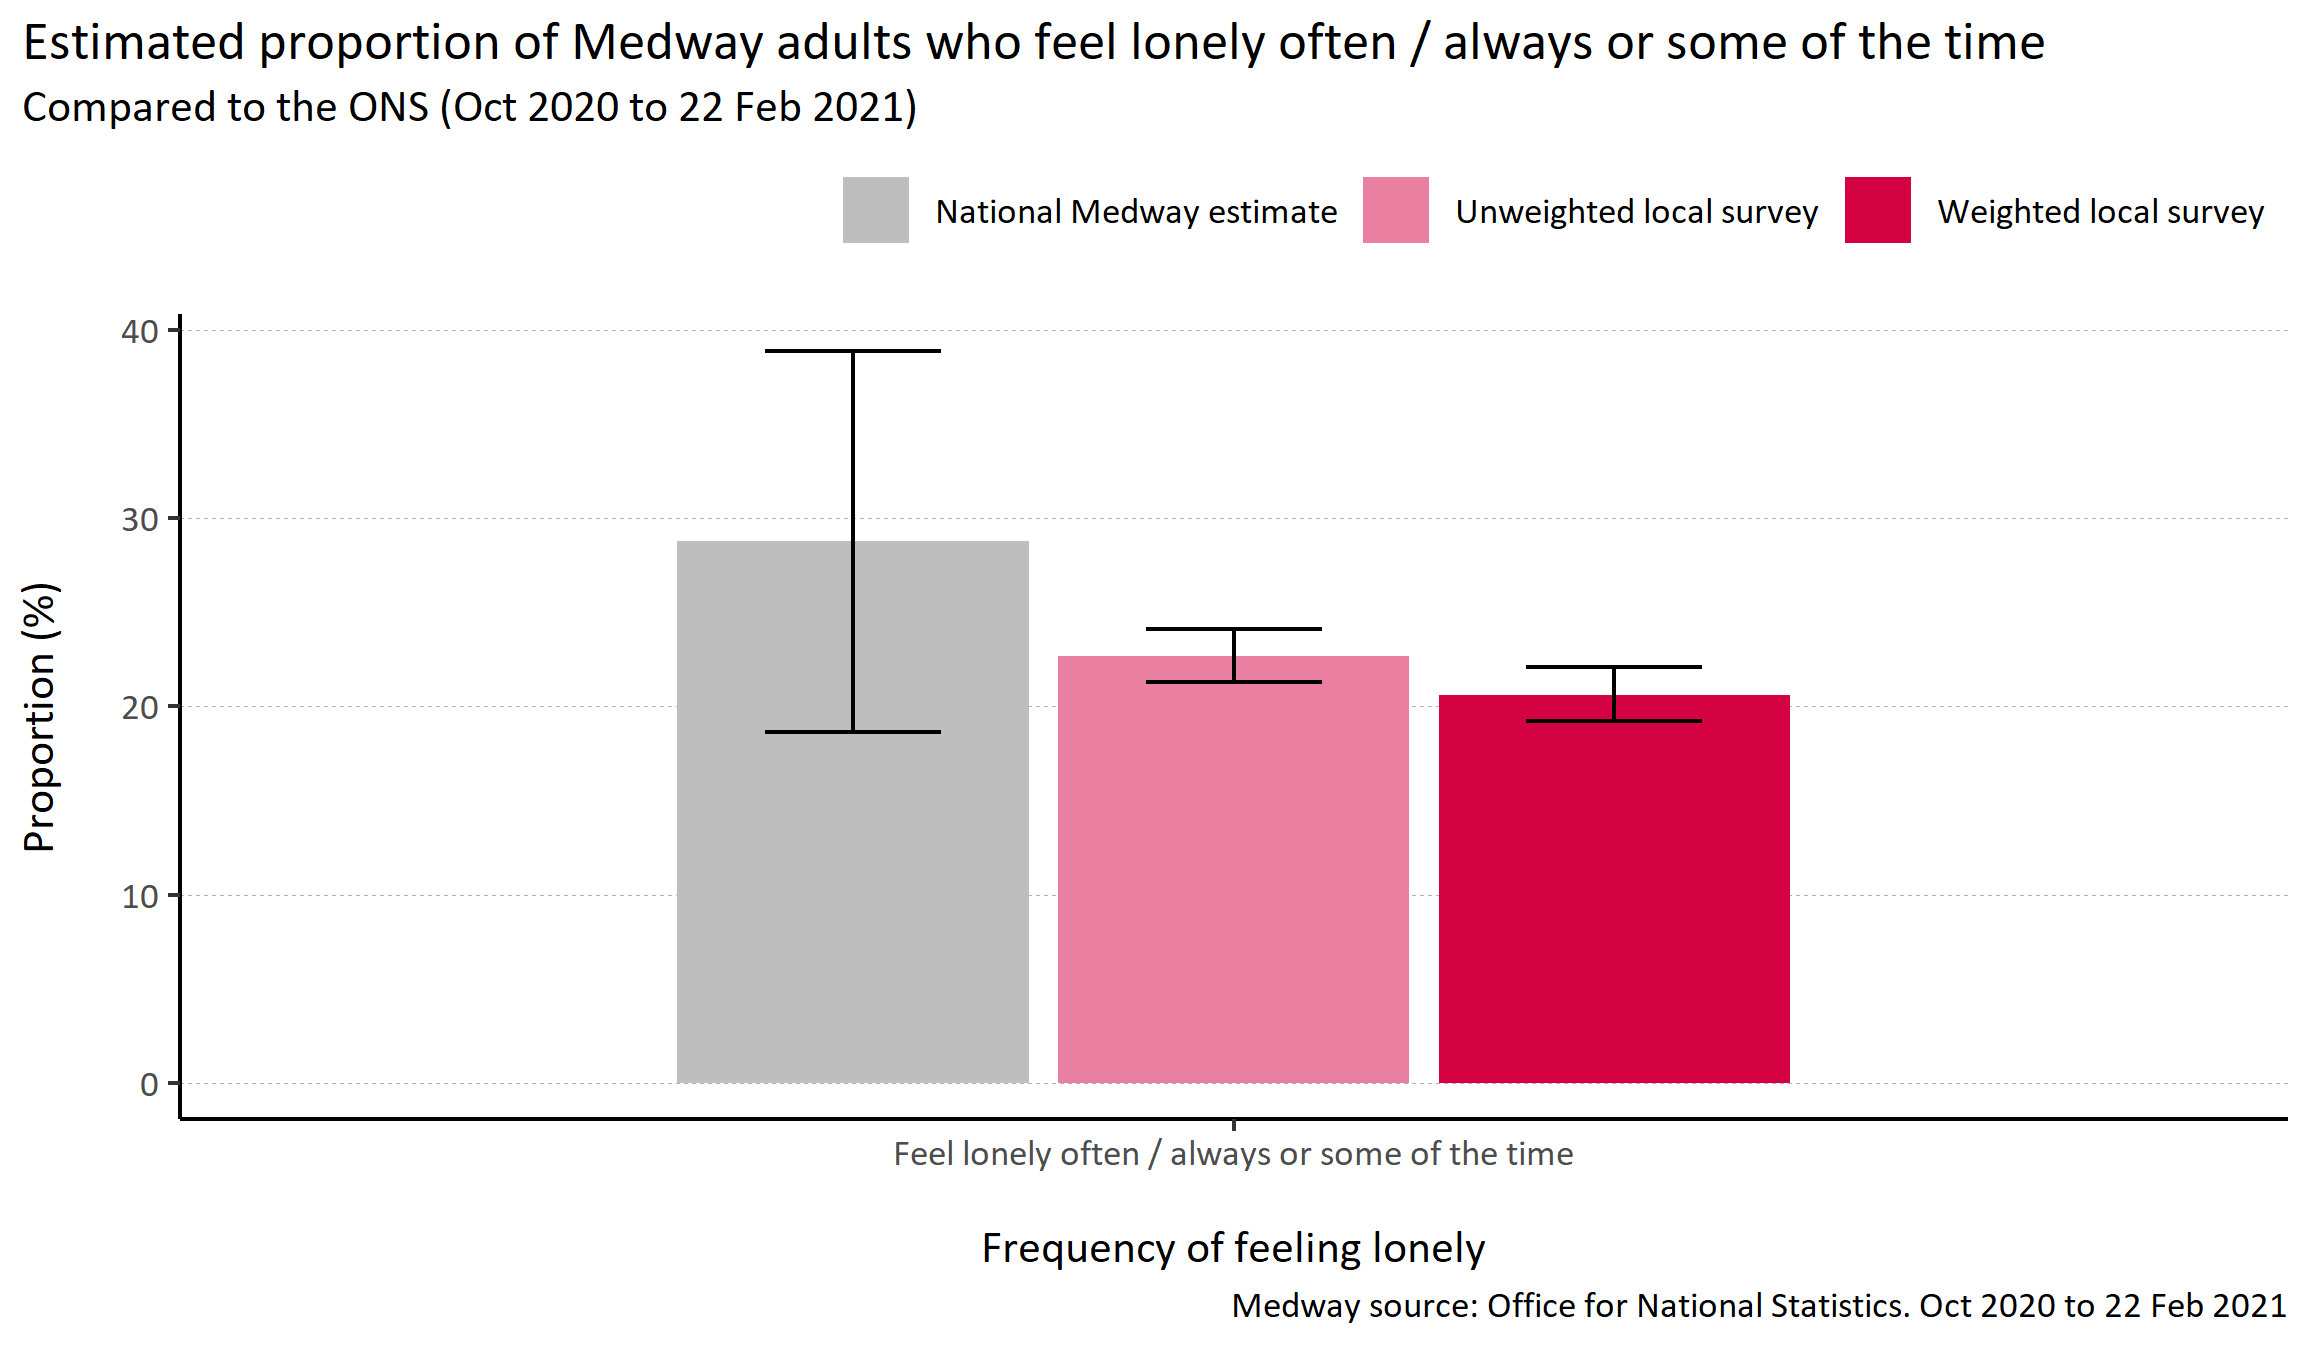 Estimated proportion of Medway adults who feel lonely often / always or some of the time
Compared to the ONS (Oct 2020 to 22 Feb 2021)
National Medway estimate
Unweighted local survey
Weighted local survey
40
30
20
10
0
Proportion (%)
Feel lonely often / always or some of the time
Frequency of feeling lonely
Medway source: Office for National Statistics. Oct 2020 to 22 Feb 2021